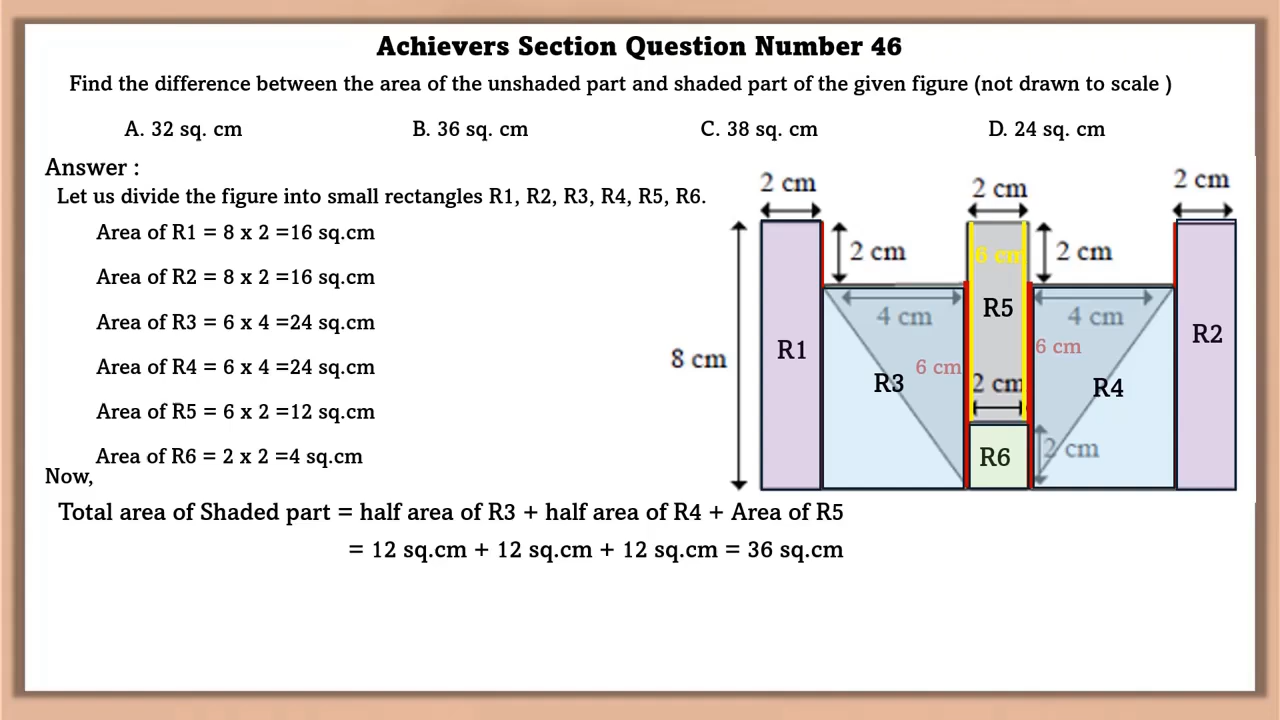 Achievers Section Question Number 46
Find the difference between the area of the unshaded part and shaded part of the given figure (not drawn to scale )
A. 32 sq. cm B. 36 sq. cm C. 38 sq. cm D. 24 sq. cm
Answer :
Let us divide the figure into small rectangles R1, R2, R3, R4, R5, R6.
Area of R1 = 8 x 2 =16 sq.cm
Area of R2 = 8 x 2 =16 sq.cm
Area of R3 = 6 x 4 =24 sq.cm
Area of R4 = 6 x 4 =24 sq.cm
Area of R5 = 6 x 2 =12 sq.cm
Area of R6 = 2 x 2 =4 sq.cm
Now,
Total area of Shaded part = half area of R3 + half area of R4 + Area of R5
= 12 sq.cm + 12 sq.cm + 12 sq.cm = 36 sq.cm
2 cm 2 cm 2 cm
2 cm 6 cm 2 cm
4 cm R5 4 cm
8 cm R1 6 cm 6 cm R2
R3 2 cm R4
R6 2 cm